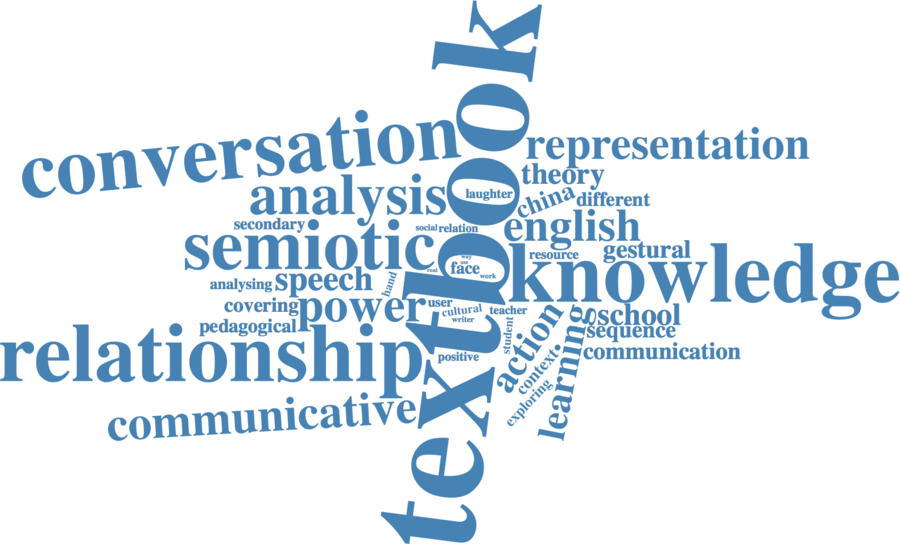 textbook
conversation
representation
theory
analysis
laughter
china
different
secondary
social
relation
english
semiotic
gestural
resource
way
use
face
work
real
knowledge
analysing
speech
hand
covering
power
user
cultural
writer
teacher
school
pedagogical
student
action
sequence
relationship
positive
context
learning
communication
exploring
communicative